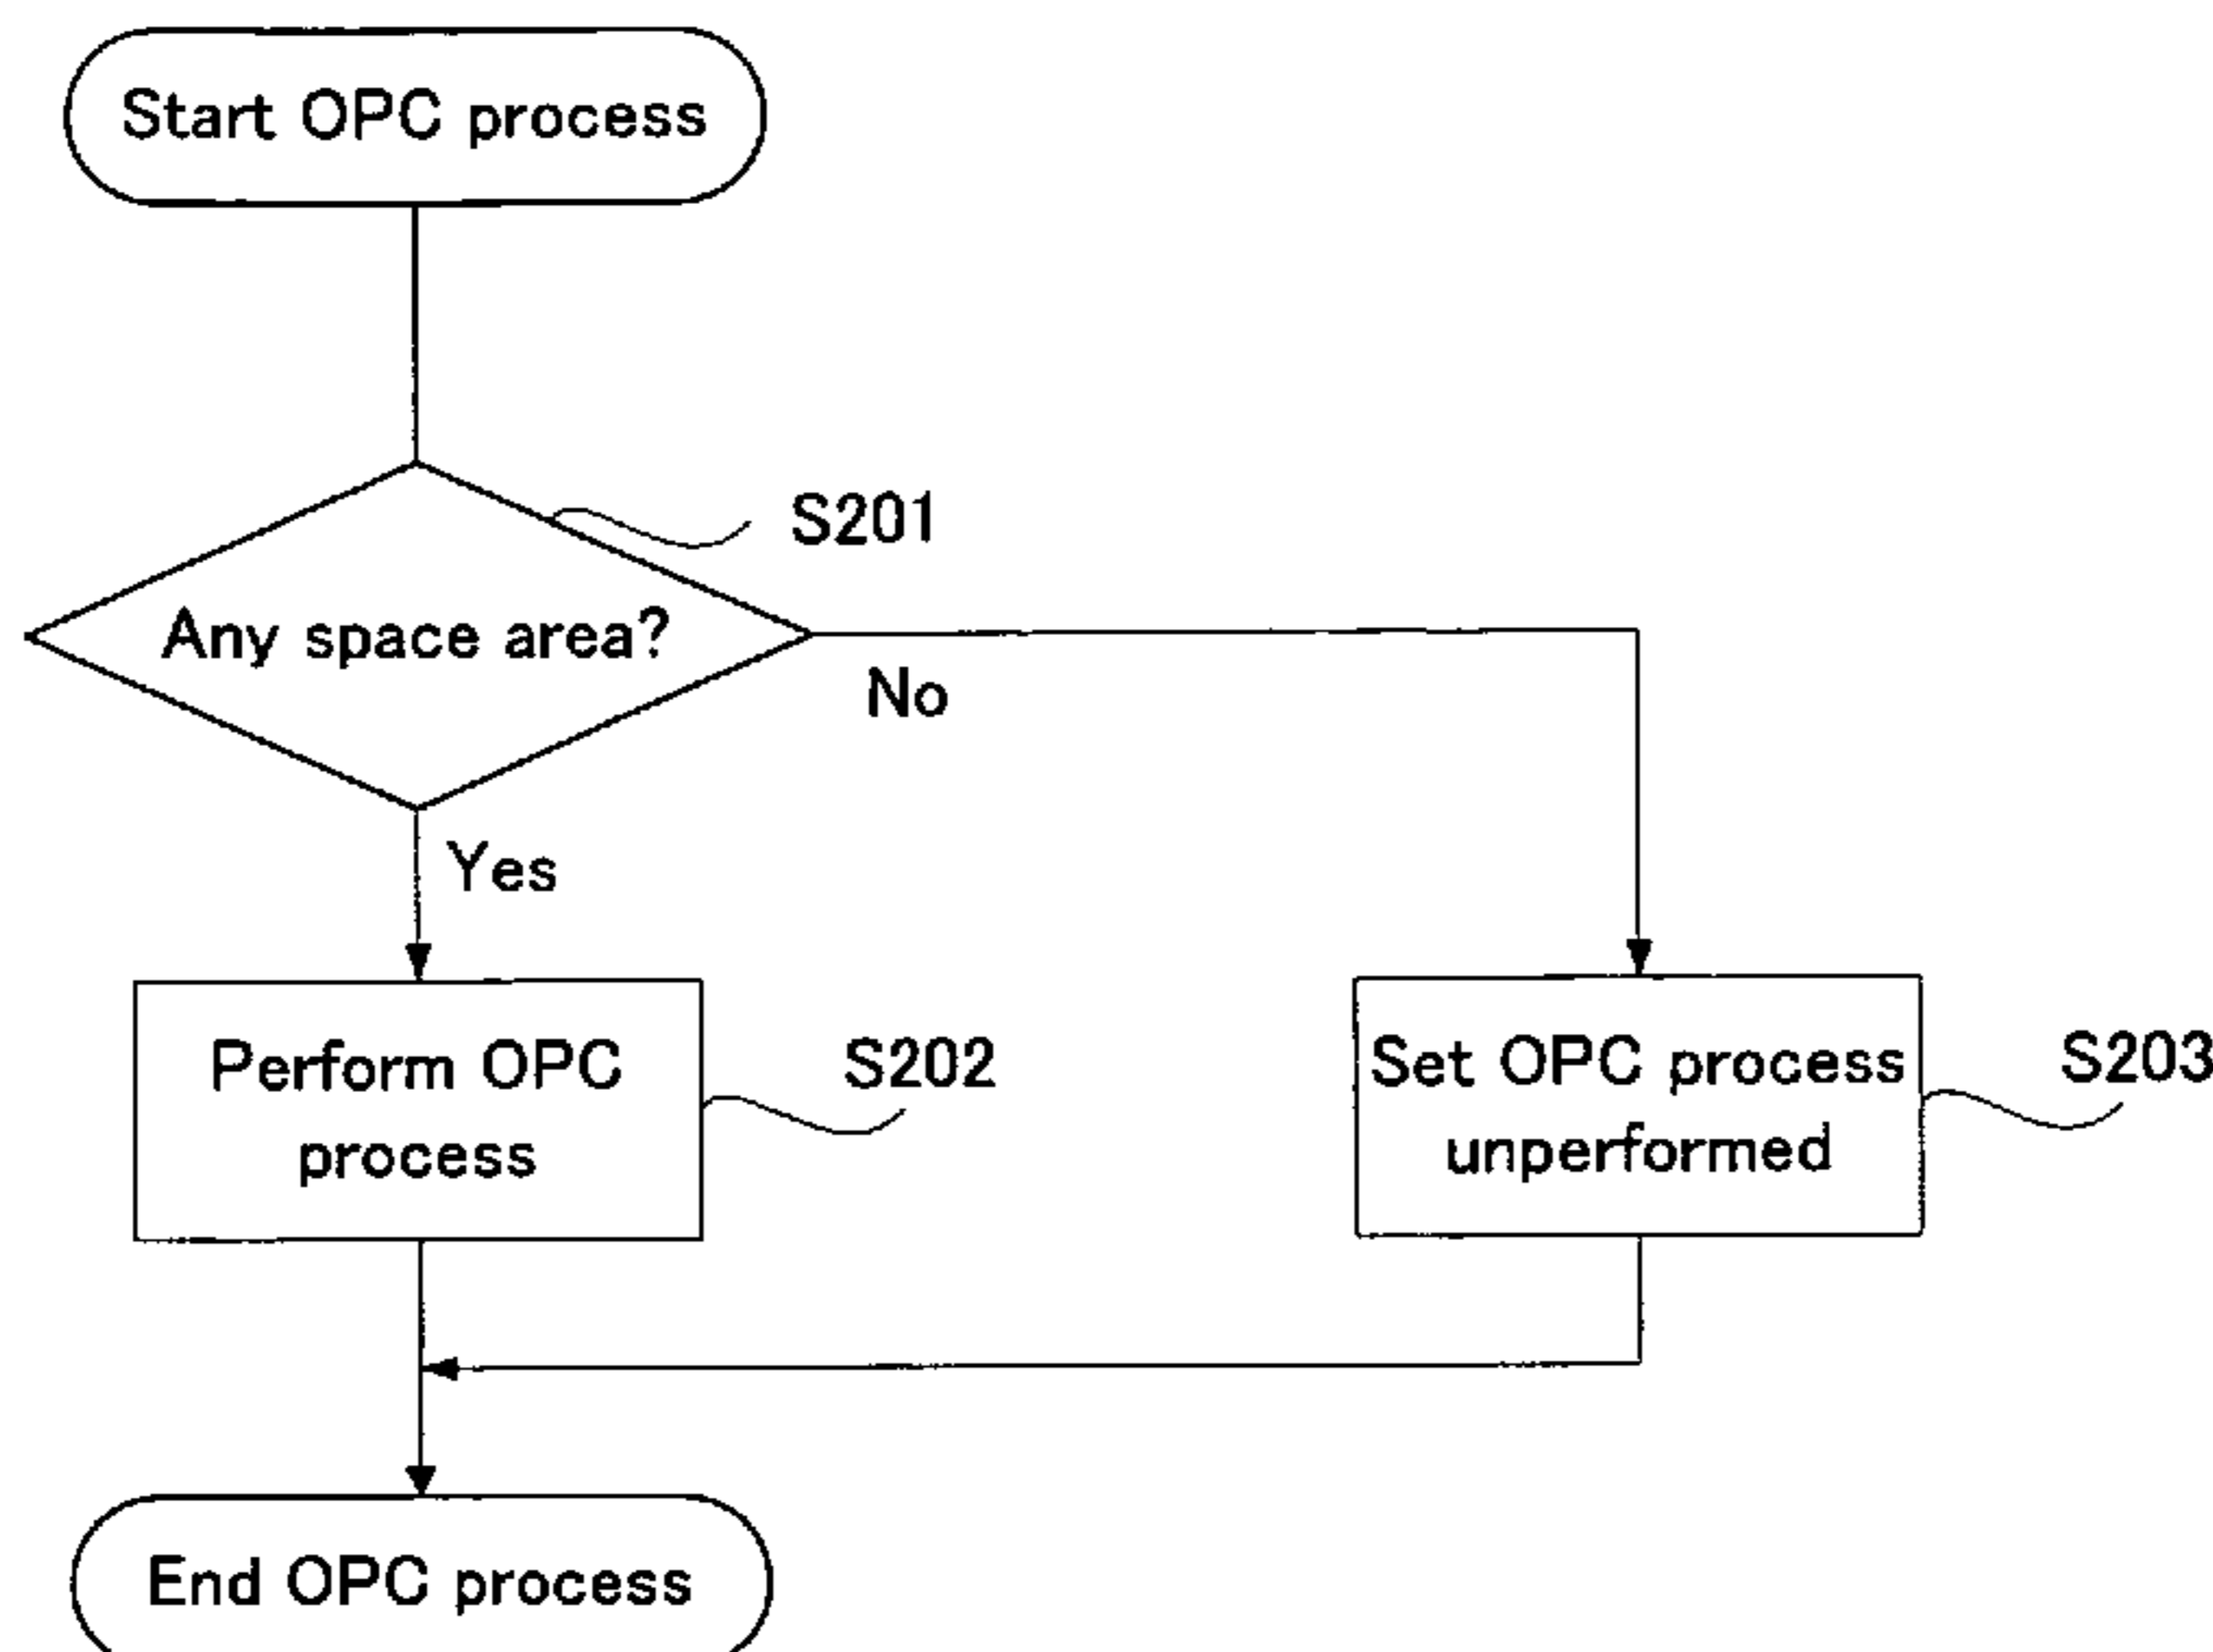 Start OPC process
S201
Any space area?
No
Yes
Perform OPC
process
S202
Set OPC process
unperformed
S203
End OPC process